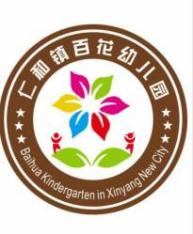 仁和镇百花幼儿园
Baihua Kindergarten in Xinyang New City